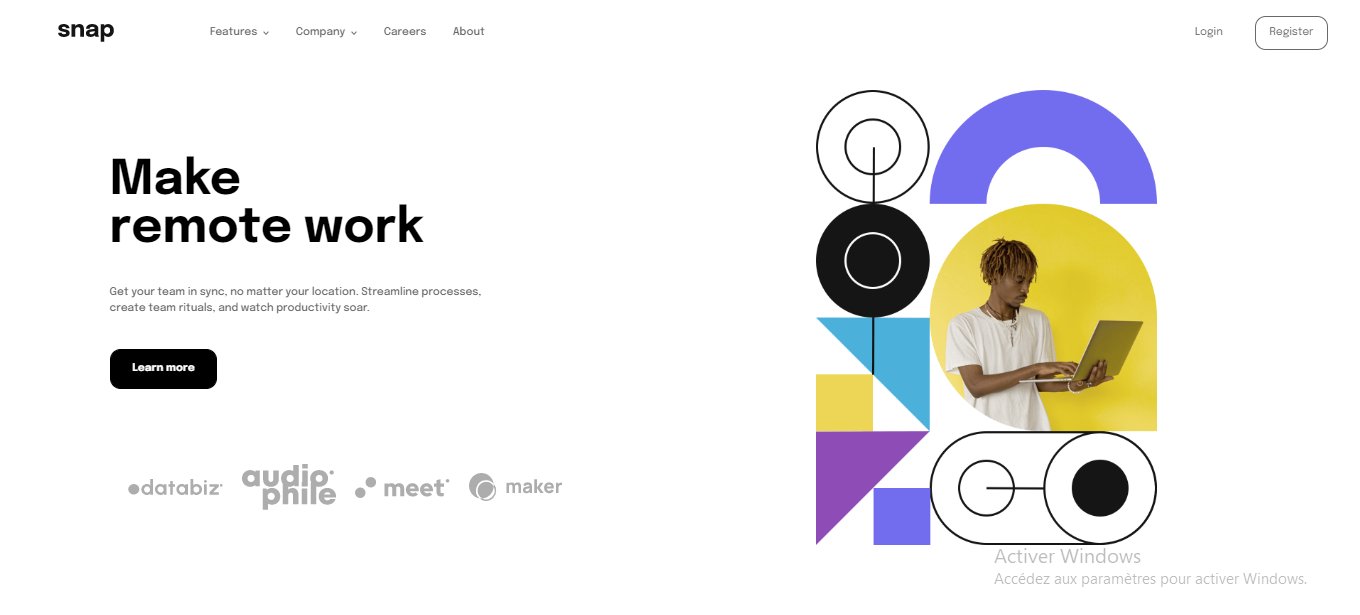 snap
Features
Company
Careers
About
Login
Register
Make
remote work
Get your team in sync, no matter your location. Streamline processes,
create team rituals, and watch productivity soar.
Learn more
databiz
audio
phile
meet
maker
Activer Windows
Accédez aux paramètres pour activer Windows.